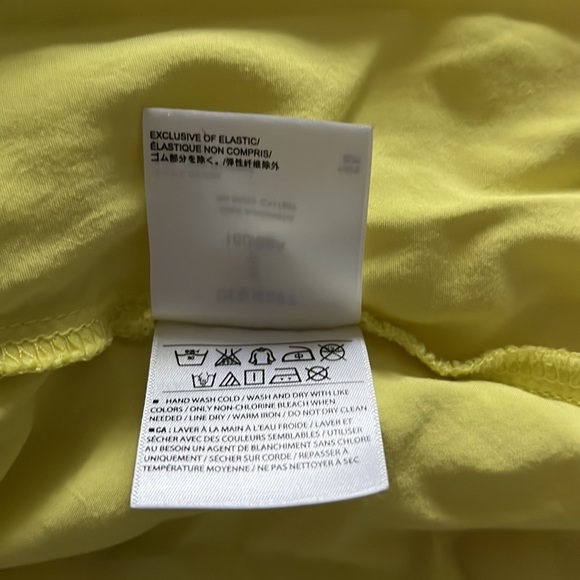 EXCLUSIVE OF ELASTIC/
ÉLASTIQUE NON COMPRIS/
ゴム部分を除く。/弹性纤维除外
HAND WASH COLD / WASH AND DRY WITH LIKE
COLORS / ONLY NON-CHLORINE BLEACH WHEN
NEEDED / LINE DRY / WARM IRON / DO NOT DRY CLEAN
CA: LAVER À LA MAIN À L'EAU FROIDE / LAVER ET
SÉCHER AVEC DES COULEURS SEMBLABLES / UTILISER
AU BESOIN UN AGENT DE BLANCHIMENT SANS CHLORE
UNIQUEMENT / SÉCHER SUR CORDE / REPASSER À
TEMPÉRATURE MOYENNE / NE PAS NETTOYER À SEC